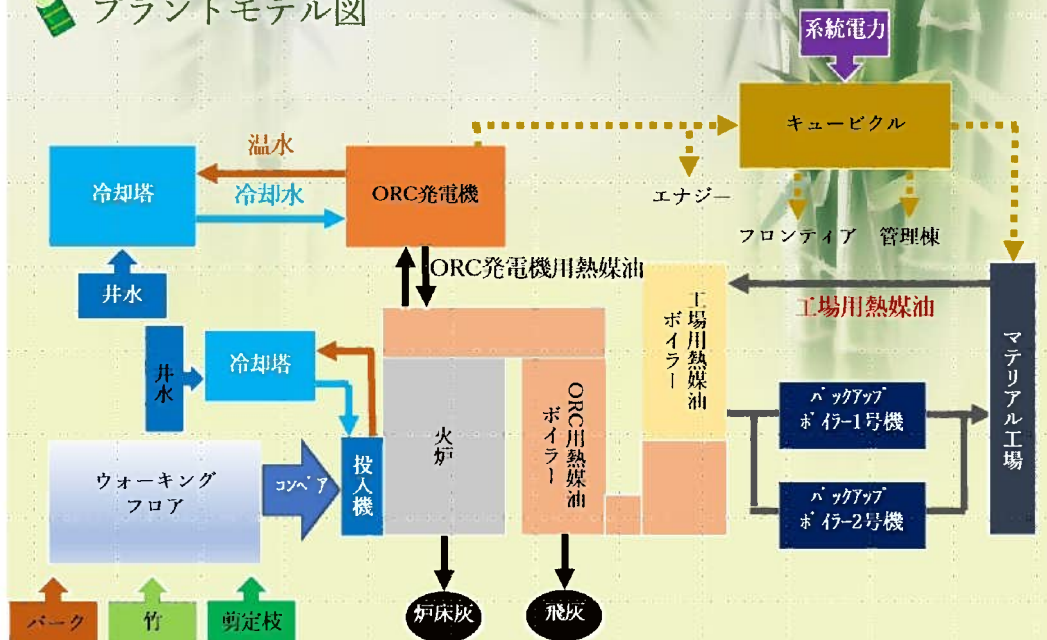 プラントモデル図
系統電力
キュービクル
温水
冷却塔
冷却水
ORC発電機
エナジー
フロンティア
管理棟
ORC発電機用熱媒油
井水
工場用熱媒油
ボイラー
工場用熱媒油
マテリアル工場
井水
冷却塔
バックアップ
ボイラー1号機
火炉
ORC用熱媒油
ボイラー
ウォーキング
フロア
コンベア
投入機
バックアップ
ボイラー2号機
バーク
竹
剪定枝
炉床灰
飛灰